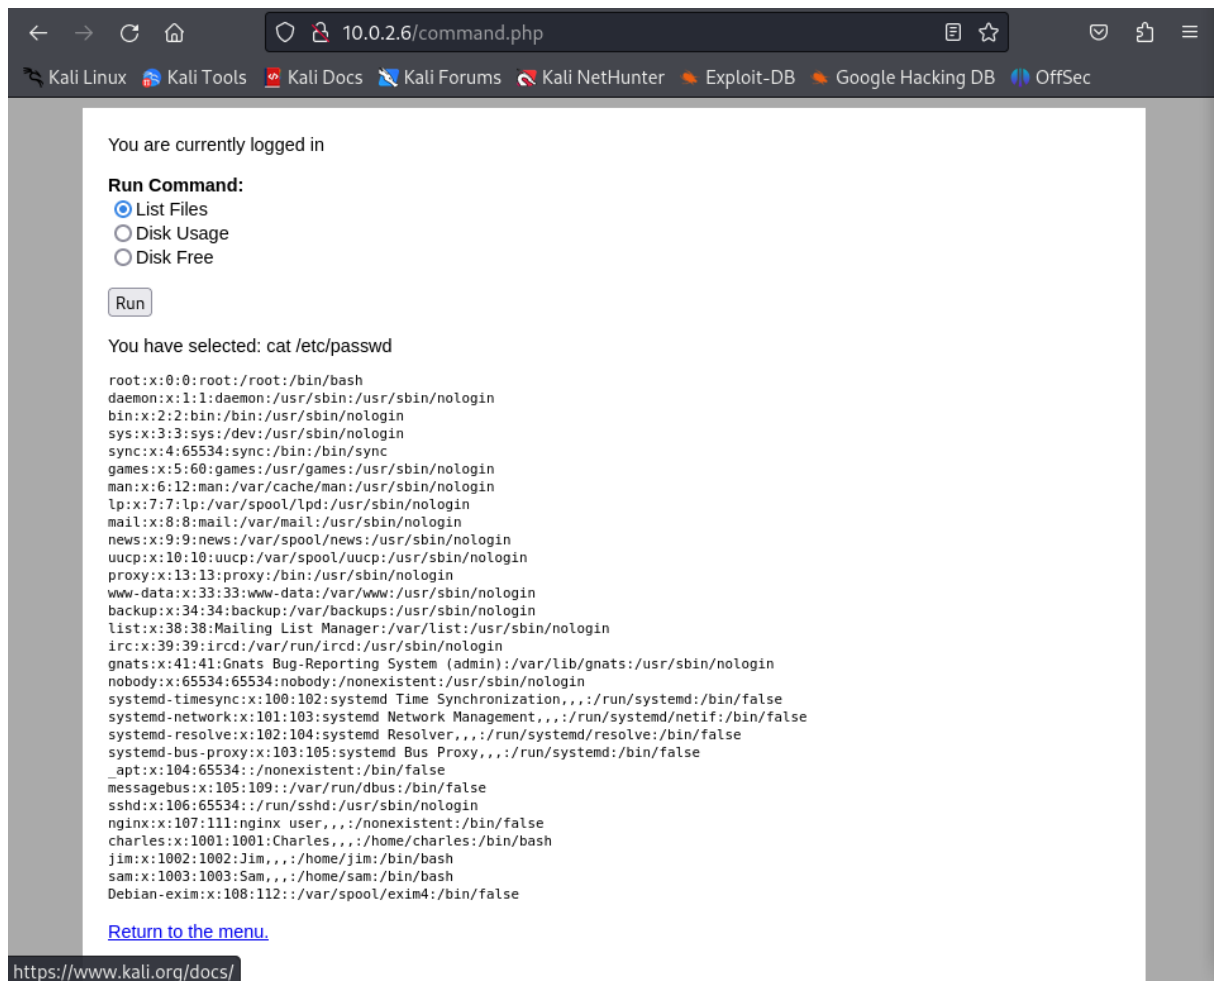 10.0.2.6/command.php
Kali Linux Kali Tools Kali Docs Kali Forums Kali NetHunter Exploit-DB Google Hacking DB OffSec
You are currently logged in
Run Command:
List Files
Disk Usage
Disk Free
Run
You have selected: cat /etc/passwd
root:x:0:0:root:/root:/bin/bash
daemon:x:1:1:daemon:/usr/sbin:/usr/sbin/nologin
bin:x:2:2:bin:/bin:/usr/sbin/nologin
sys:x:3:3:sys:/dev:/usr/sbin/nologin
sync:x:4:65534:sync:/bin:/bin/sync
games:x:5:60:games:/usr/games:/usr/sbin/nologin
man:x:6:12:man:/var/cache/man:/usr/sbin/nologin
lp:x:7:7:lp:/var/spool/lpd:/usr/sbin/nologin
mail:x:8:8:mail:/var/mail:/usr/sbin/nologin
news:x:9:9:news:/var/spool/news:/usr/sbin/nologin
uucp:x:10:10:uucp:/var/spool/uucp:/usr/sbin/nologin
proxy:x:13:13:proxy:/bin:/usr/sbin/nologin
www-data:x:33:33:www-data:/var/www:/usr/sbin/nologin
backup:x:34:34:backup:/var/backups:/usr/sbin/nologin
list:x:38:38:Mailing List Manager:/var/list:/usr/sbin/nologin
irc:x:39:39:ircd:/var/run/ircd:/usr/sbin/nologin
gnats:x:41:41:Gnats Bug-Reporting System (admin):/var/lib/gnats:/usr/sbin/nologin
nobody:x:65534:65534:nobody:/nonexistent:/usr/sbin/nologin
systemd-timesync:x:100:102:systemd Time Synchronization,,,:/run/systemd:/bin/false
systemd-network:x:101:103:systemd Network Management,,,:/run/systemd/netif:/bin/false
systemd-resolve:x:102:104:systemd Resolver,,,:/run/systemd/resolve:/bin/false
systemd-bus-proxy:x:103:105:systemd Bus Proxy,,,:/run/systemd:/bin/false
_apt:x:104:65534::/nonexistent:/bin/false
messagebus:x:105:109::/var/run/dbus:/bin/false
sshd:x:106:65534::/run/sshd:/usr/sbin/nologin
nginx:x:107:111:nginx user,,,:/nonexistent:/bin/false
charles:x:1001:1001:Charles,,,:/home/charles:/bin/bash
jim:x:1002:1002:Jim,,,:/home/jim:/bin/bash
sam:x:1003:1003:Sam,,,:/home/sam:/bin/bash
Debian-exim:x:108:112::/var/spool/exim4:/bin/false
Return to the menu.
https://www.kali.org/docs/